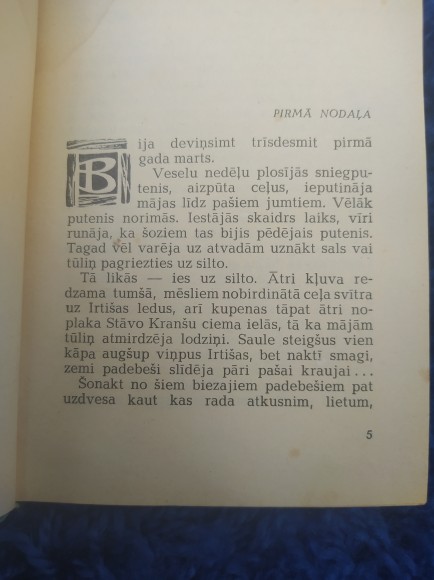 PIRMĀ NODAĻA
Bija deviņsimt trīsdesmit pirmā
gada marts.
Veselu nedēļu plosījās sniegpu-
tenis, aizpūta ceļus, ieputināja
mājas līdz pašiem jumtiem. Vēlāk
putenis norimās. Iestājās skaidrs laiks, vīri
runāja, ka šoziem tas bijis pēdējais putenis.
Tagad vēl varēja uz atvadām uznākt sals vai
tūliņ pagriezties uz silto.
Tā likās — ies uz silto. Ātri kļuva re-
dzama tumšā, mēsliem nobirdinātā ceļa svītra
uz Irtišas ledus, arī kupenas tāpat ātri no-
plaka Stāvo Kranšu ciema ielās, tā ka mājām
tūliņ atmirdzēja lodziņi. Saule steigšus vien
kāpa augšup viņpus Irtišas, bet naktī smagi,
zemi padebeši slīdēja pāri pašai kraujai...
Šonakt no šiem biezajiem padebešiem pat
uzdvesa kaut kas rada atkusnim, lietum,
5